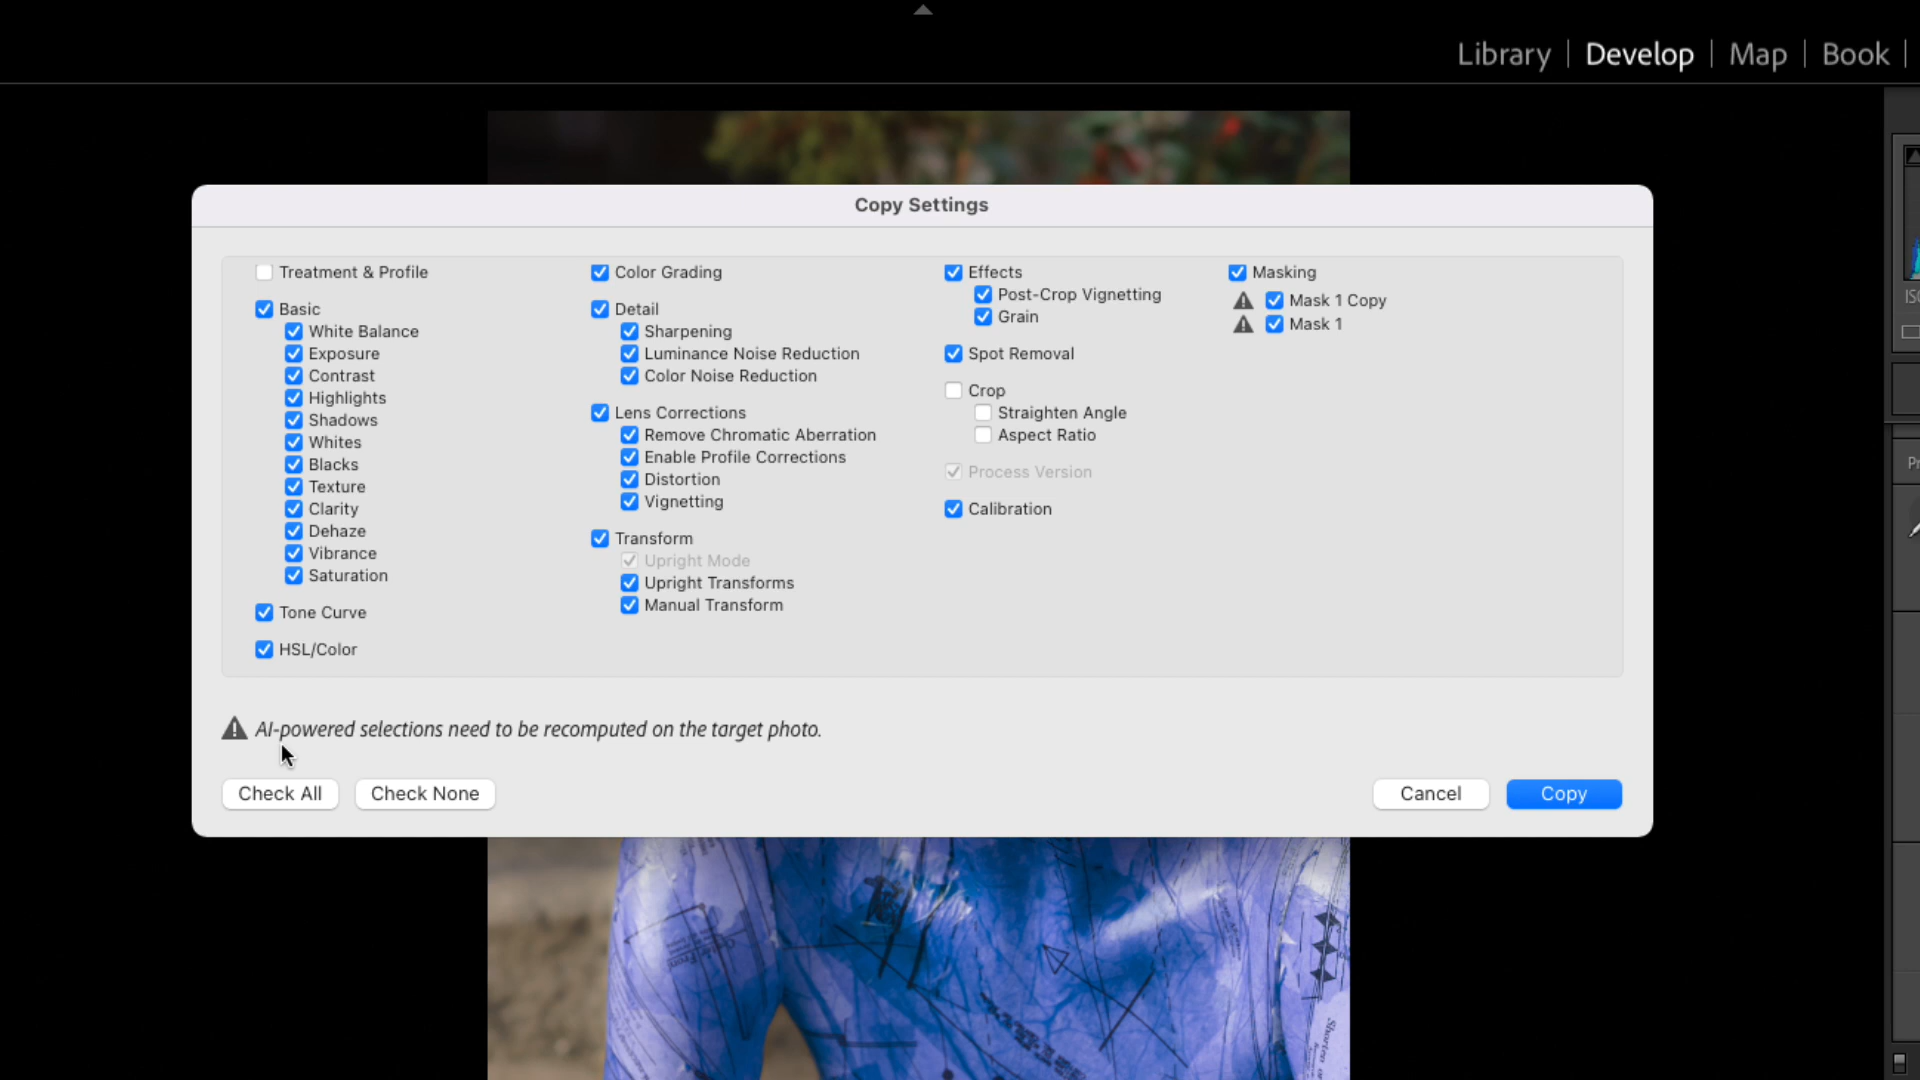 Library | Develop | Map | Book |
Copy Settings
Treatment & Profile
Basic
White Balance
Exposure
Contrast
Highlights
Shadows
Whites
Blacks
Texture
Clarity
Dehaze
Vibrance
Saturation
Tone Curve
HSL/Color
Color Grading
Detail
Sharpening
Luminance Noise Reduction
Color Noise Reduction
Lens Corrections
Remove Chromatic Aberration
Enable Profile Corrections
Distortion
Vignetting
Transform
Upright Mode
Upright Transforms
Manual Transform
Effects
Post-Crop Vignetting
Grain
Spot Removal
Crop
Straighten Angle
Aspect Ratio
Process Version
Calibration
Masking
Mask 1 Copy
Mask 1
AI-powered selections need to be recomputed on the target photo.
Check All
Check None
Cancel
Copy